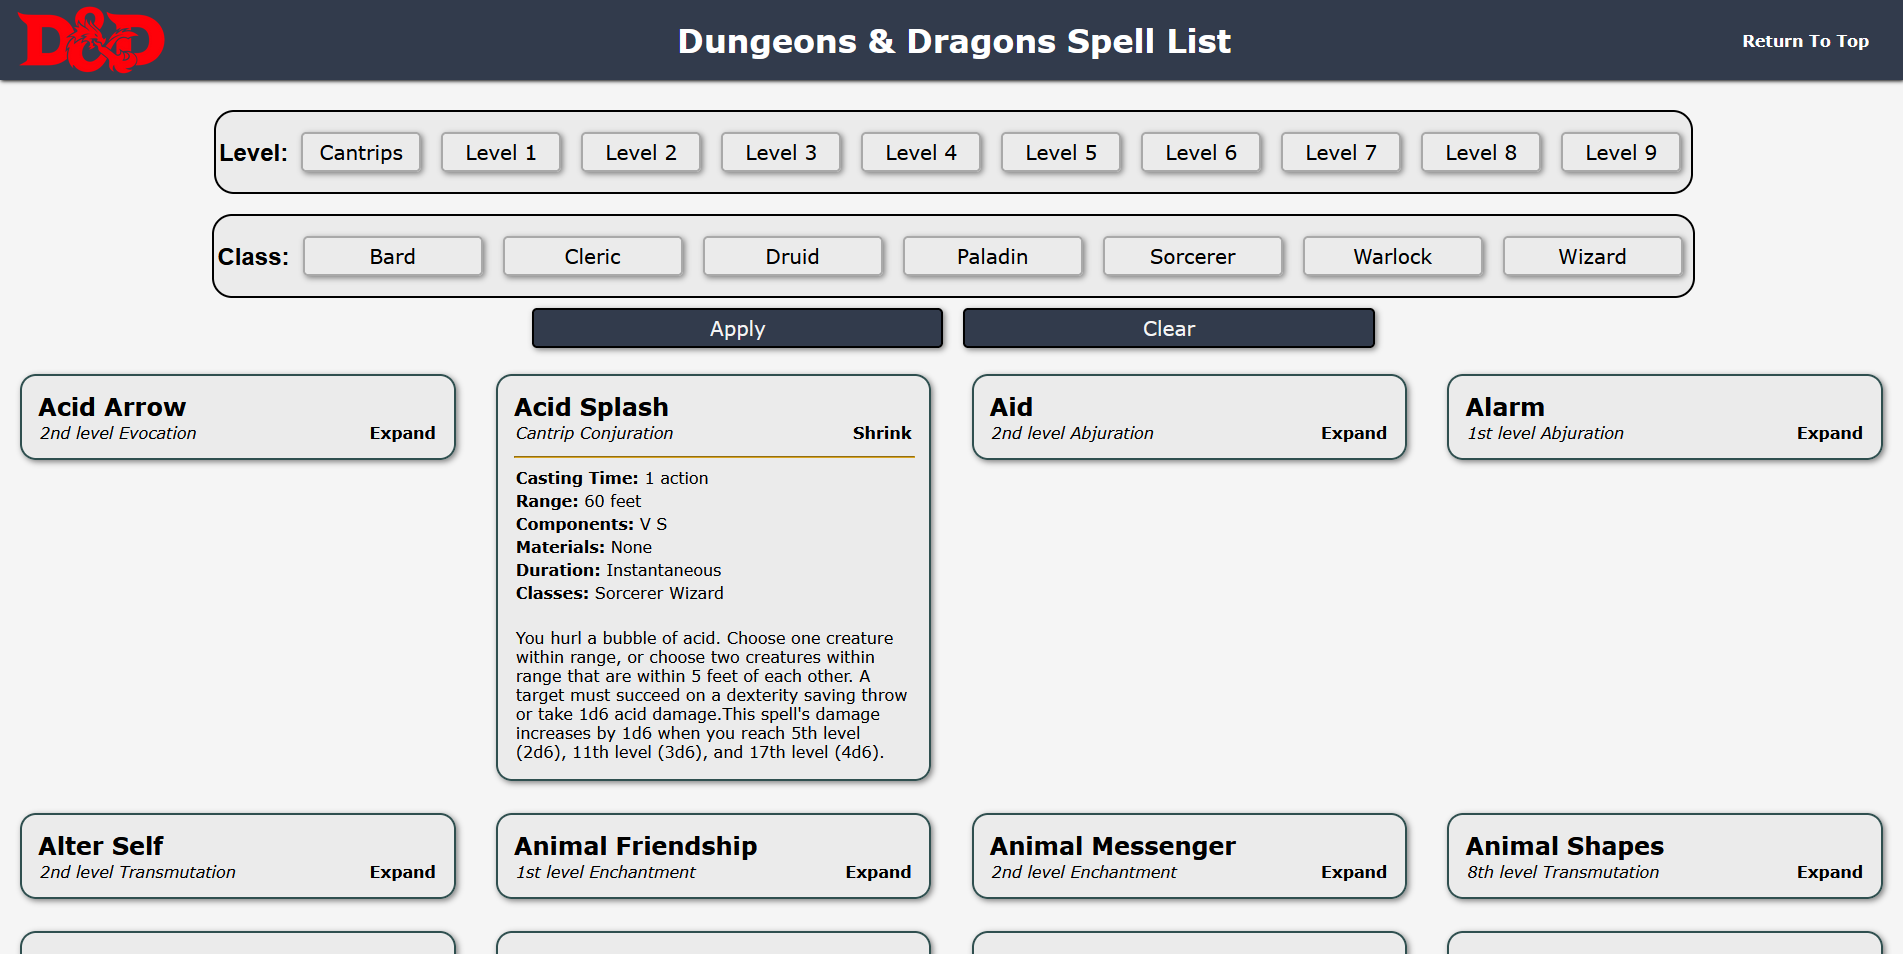 D&D
Dungeons & Dragons Spell List
Return To Top
Level: Cantrips Level 1 Level 2 Level 3 Level 4 Level 5 Level 6 Level 7 Level 8 Level 9
Class: Bard Cleric Druid Paladin Sorcerer Warlock Wizard
Apply Clear
Acid Arrow
2nd level Evocation Expand
Acid Splash
Cantrip Conjuration Shrink
Casting Time: 1 action
Range: 60 feet
Components: V S
Materials: None
Duration: Instantaneous
Classes: Sorcerer Wizard
You hurl a bubble of acid. Choose one creature
within range, or choose two creatures within
range that are within 5 feet of each other. A
target must succeed on a dexterity saving throw
or take 1d6 acid damage.This spell's damage
increases by 1d6 when you reach 5th level
(2d6), 11th level (3d6), and 17th level (4d6).
Aid
2nd level Abjuration Expand
Alarm
1st level Abjuration Expand
Alter Self
2nd level Transmutation Expand
Animal Friendship
1st level Enchantment Expand
Animal Messenger
2nd level Enchantment Expand
Animal Shapes
8th level Transmutation Expand